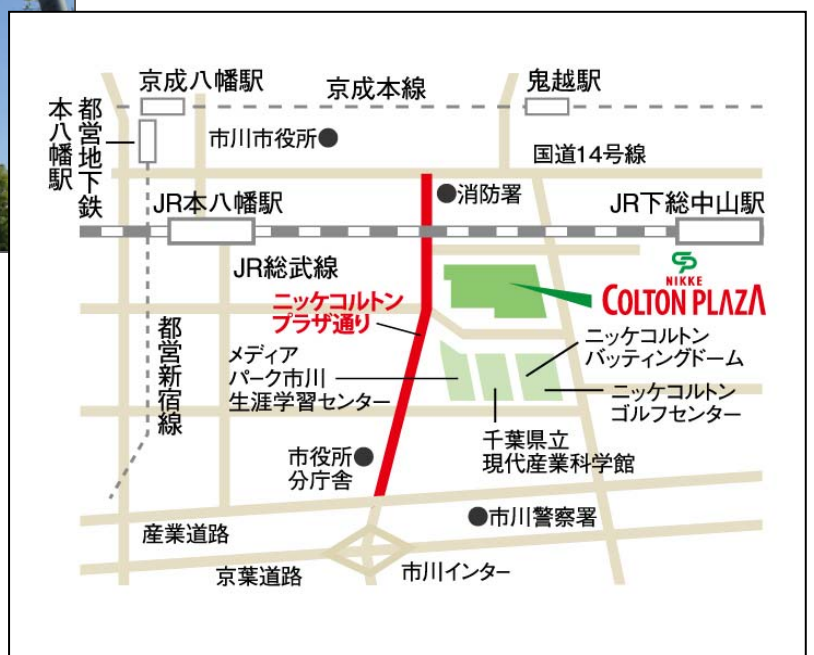 京成八幡駅
京成本線
鬼越駅
都営地下鉄
本八幡駅
市川市役所
国道14号線
消防署
JR本八幡駅
JR下総中山駅
JR総武線
NIKKE
COLTON PLAZA
ニッケコルトン
プラザ通り
都営新宿線
メディア
パーク市川
生涯学習センター
ニッケコルトン
バッティングドーム
ニッケコルトン
ゴルフセンター
千葉県立
現代産業科学館
市役所
分庁舎
市川警察署
産業道路
京葉道路
市川インター